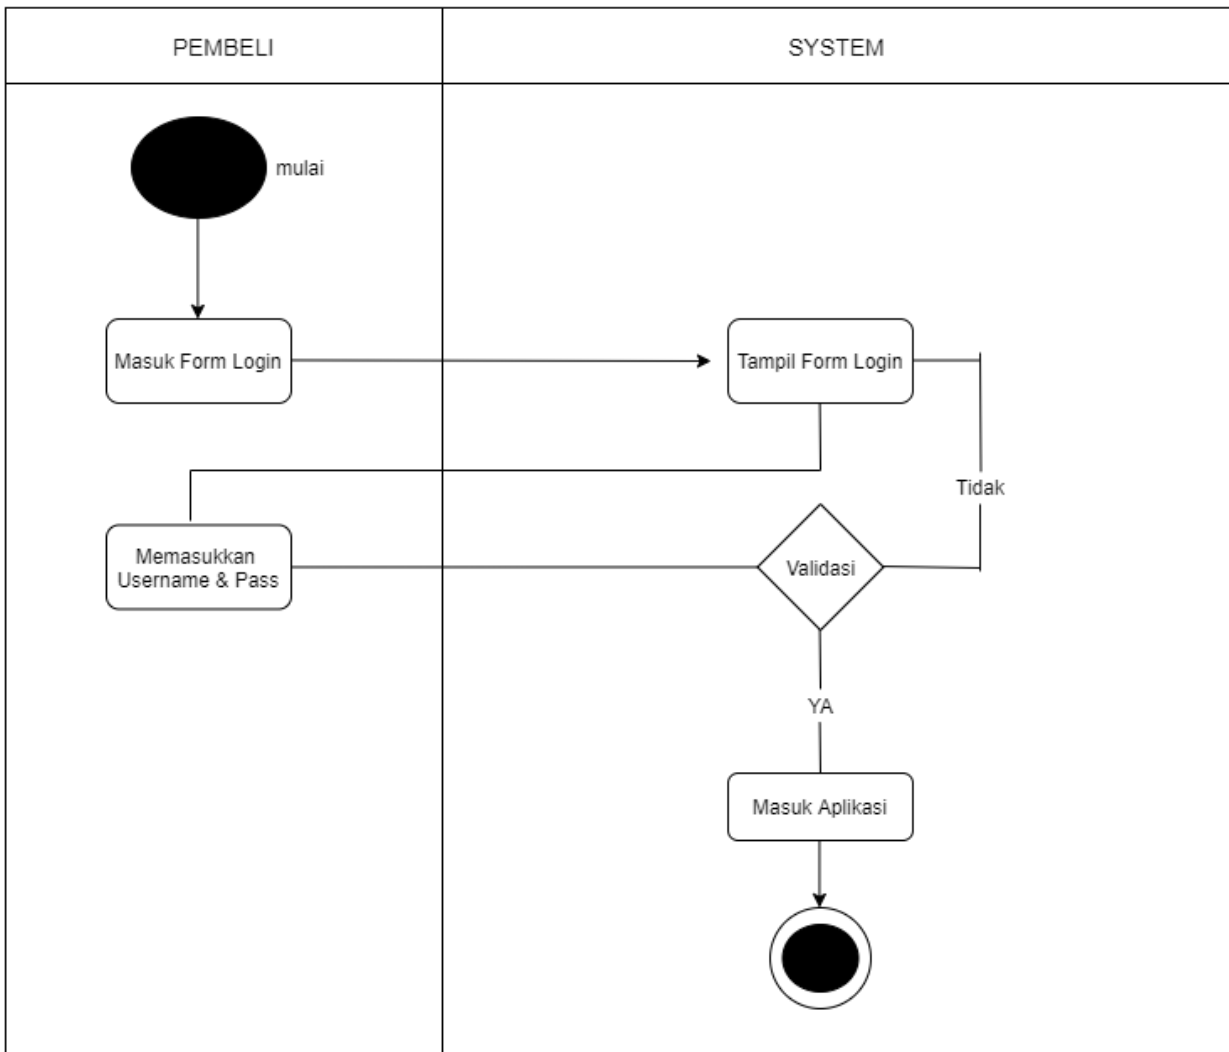 PEMBELI
SYSTEM
mulai
Masuk Form Login
Tampil Form Login
Tidak
Memasukkan
Username & Pass
Validasi
YA
Masuk Aplikasi